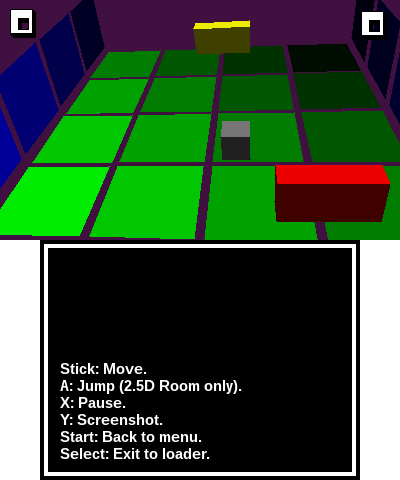 Stick: Move.
A: Jump (2.5D Room only).
X: Pause.
Y: Screenshot.
Start: Back to menu.
Select: Exit to loader.